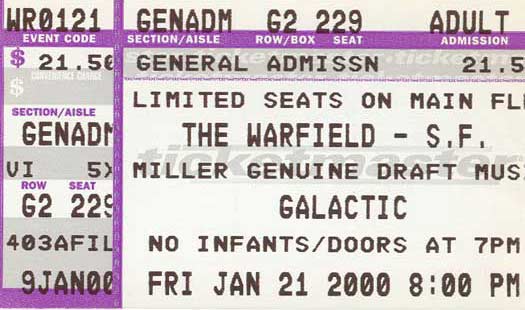 WR0121 GENADM G2 229 ADULT
EVENT CODE SECTION/AISLE ROW/BOX SEAT ADMISSION
$ 21.50 GENERAL ADMISSN 21.5
CONVENIENCE CHARGE
$
LIMITED SEATS ON MAIN FL
SECTION/AISLE
GENADM THE WARFIELD - S.F.
ticketmaster
VI 5X MILLER GENUINE DRAFT MUS
ROW SEAT
G2 229 GALACTIC
403AFIL NO INFANTS/DOORS AT 7PM
9JAN00 FRI JAN 21 2000 8:00 PM